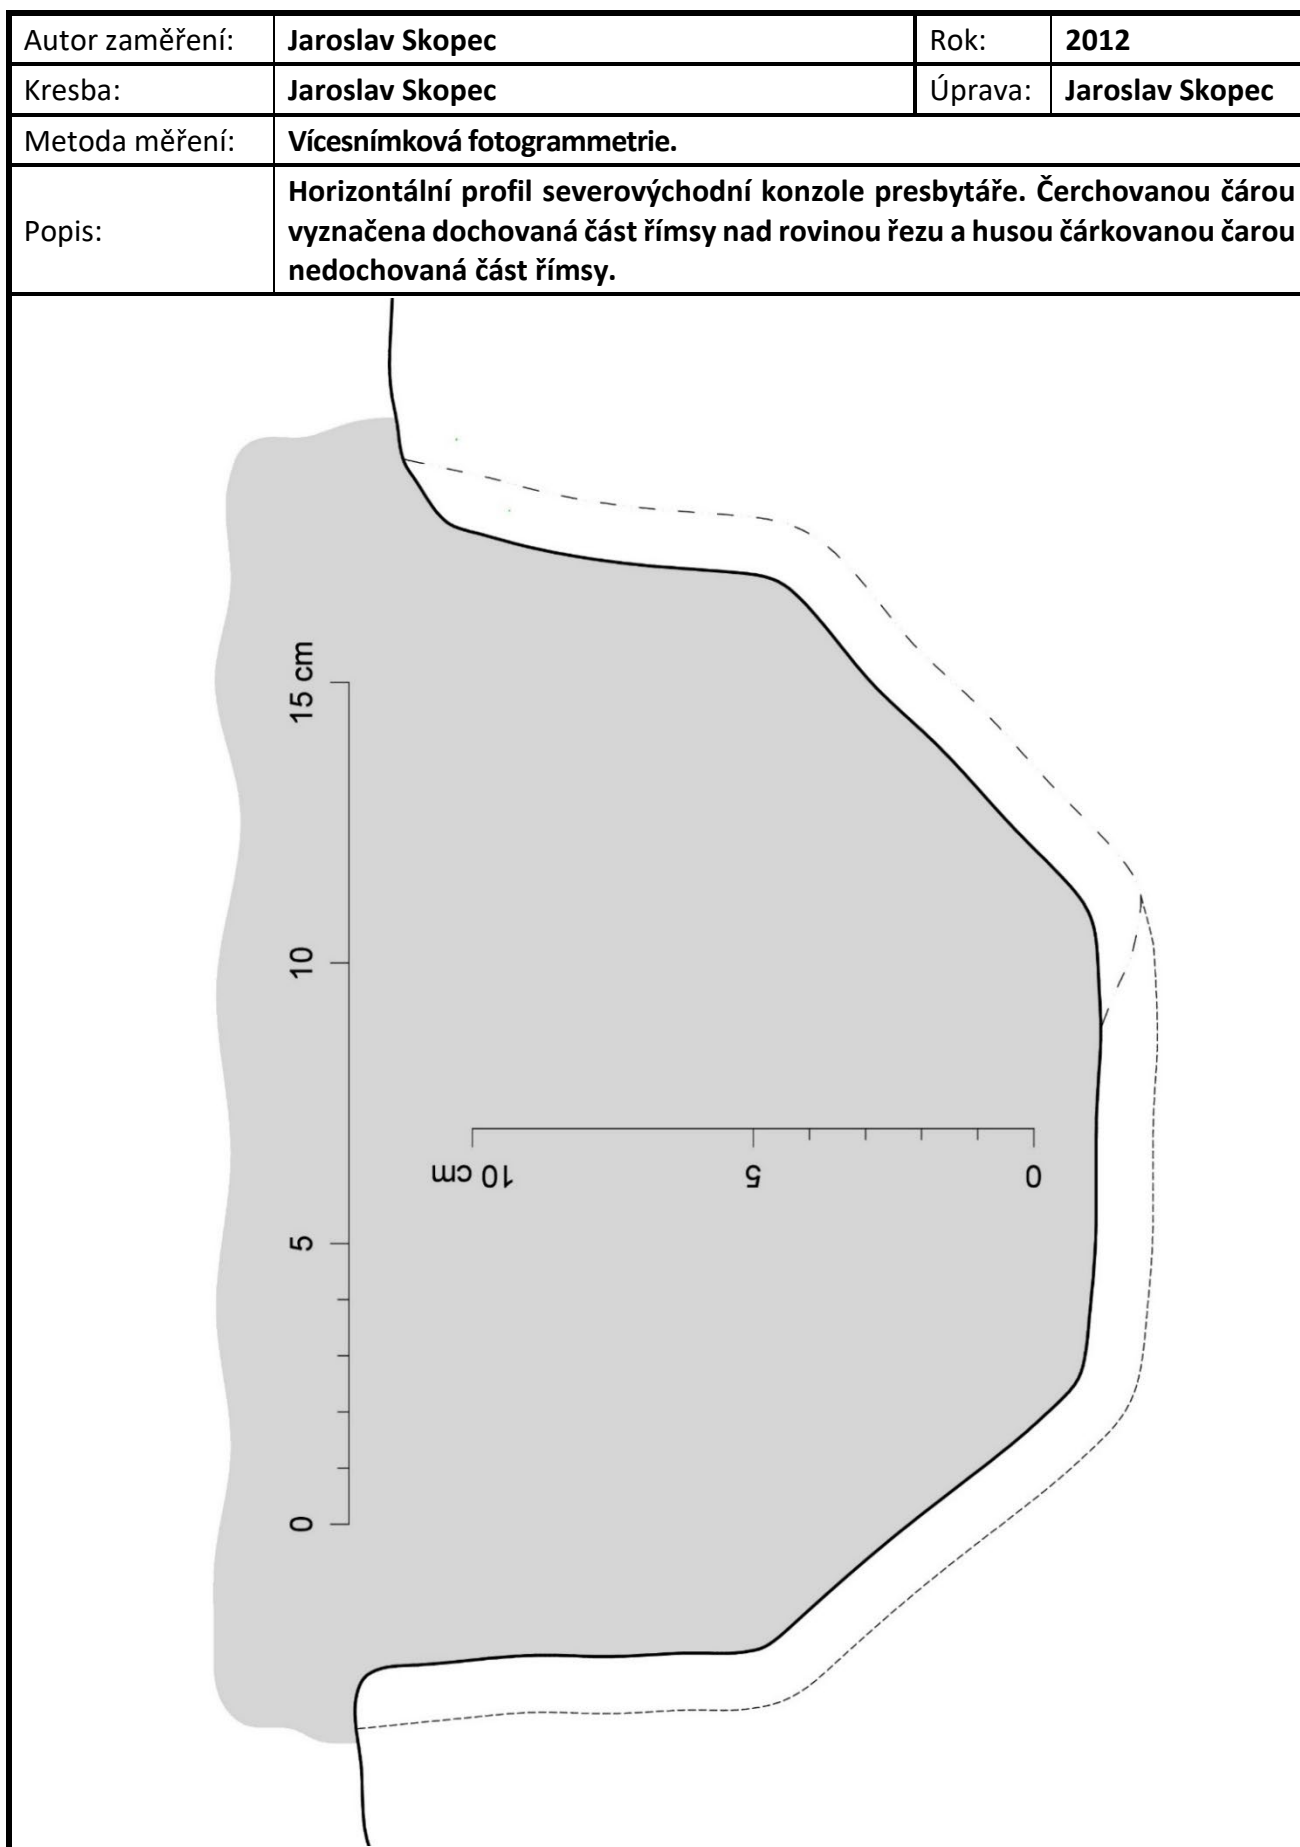 Autor zaměření: Jaroslav Skopec Rok: 2012
Kresba: Jaroslav Skopec Úprava: Jaroslav Skopec
Metoda měření: Vícesnímková fotogrammetrie.
Popis: Horizontální profil severovýchodní konzole presbytáře. Čerchovanou čárou
vyznačena dochovaná část římsy nad rovinou řezu a husou čárkovanou čarou
nedochovaná část římsy.
15 cm
10
5
0
10 cm 5 0